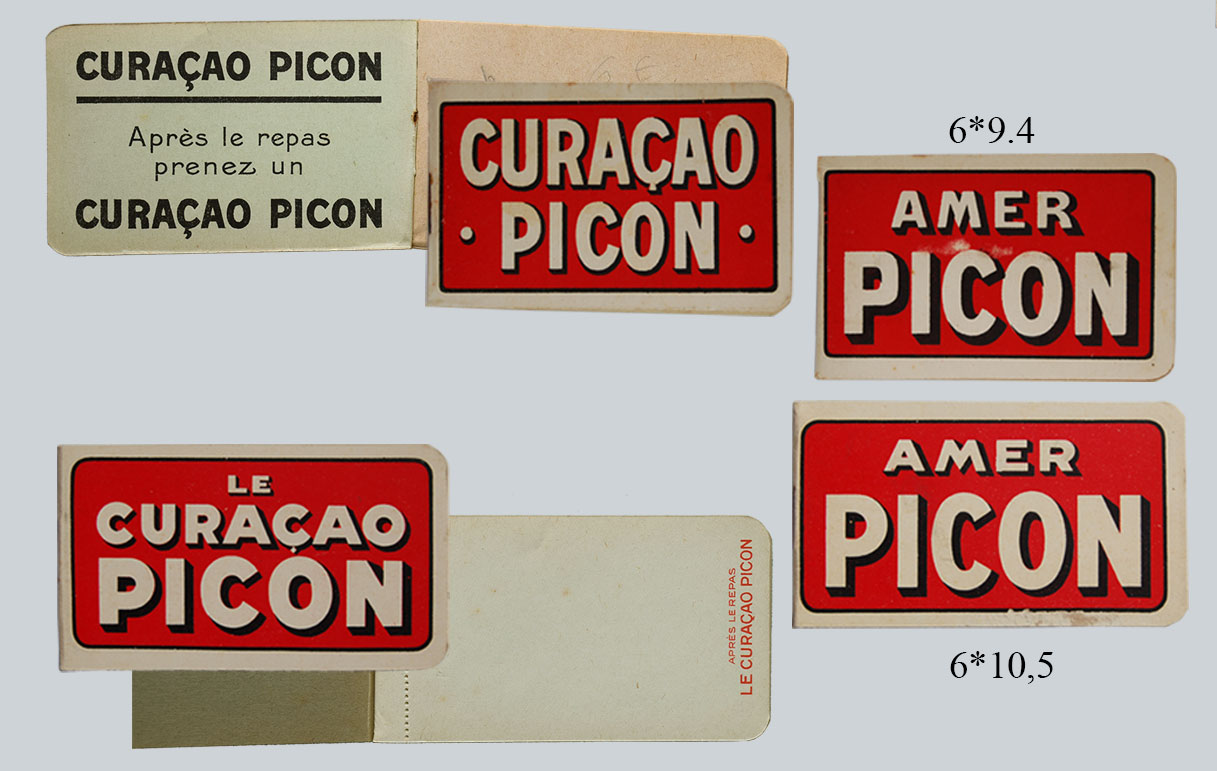 CURAÇAO PICON
Après le repas
prenez un
CURAÇAO PICON
CURAÇAO
• PICON •
6*9.4
AMER
PICON
AMER
PICON
6*10,5
LE
CURAÇAO
PICON
APRÈS LE REPAS
LE CURAÇAO PICON